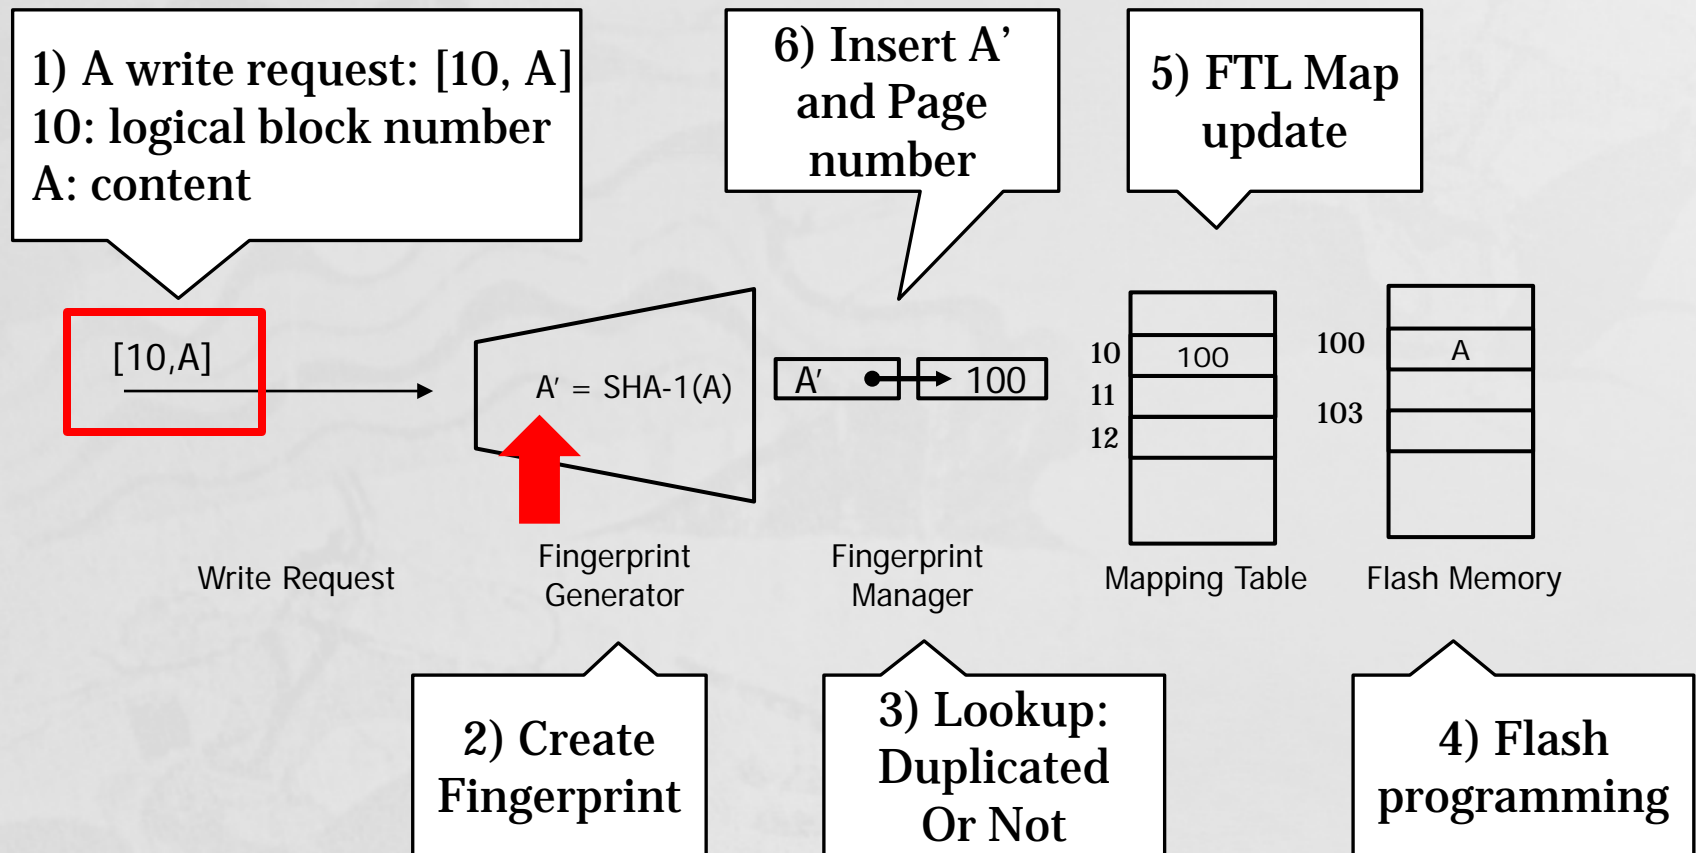 1) A write request: [10, A]
10: logical block number
A: content
6) Insert A’
and Page
number
5) FTL Map
update
[10,A]
A′ = SHA-1(A)
A′
100
10
11
12
100
100
103
A
Write Request
Fingerprint
Generator
Fingerprint
Manager
Mapping Table
Flash Memory
2) Create
Fingerprint
3) Lookup:
Duplicated
Or Not
4) Flash
programming